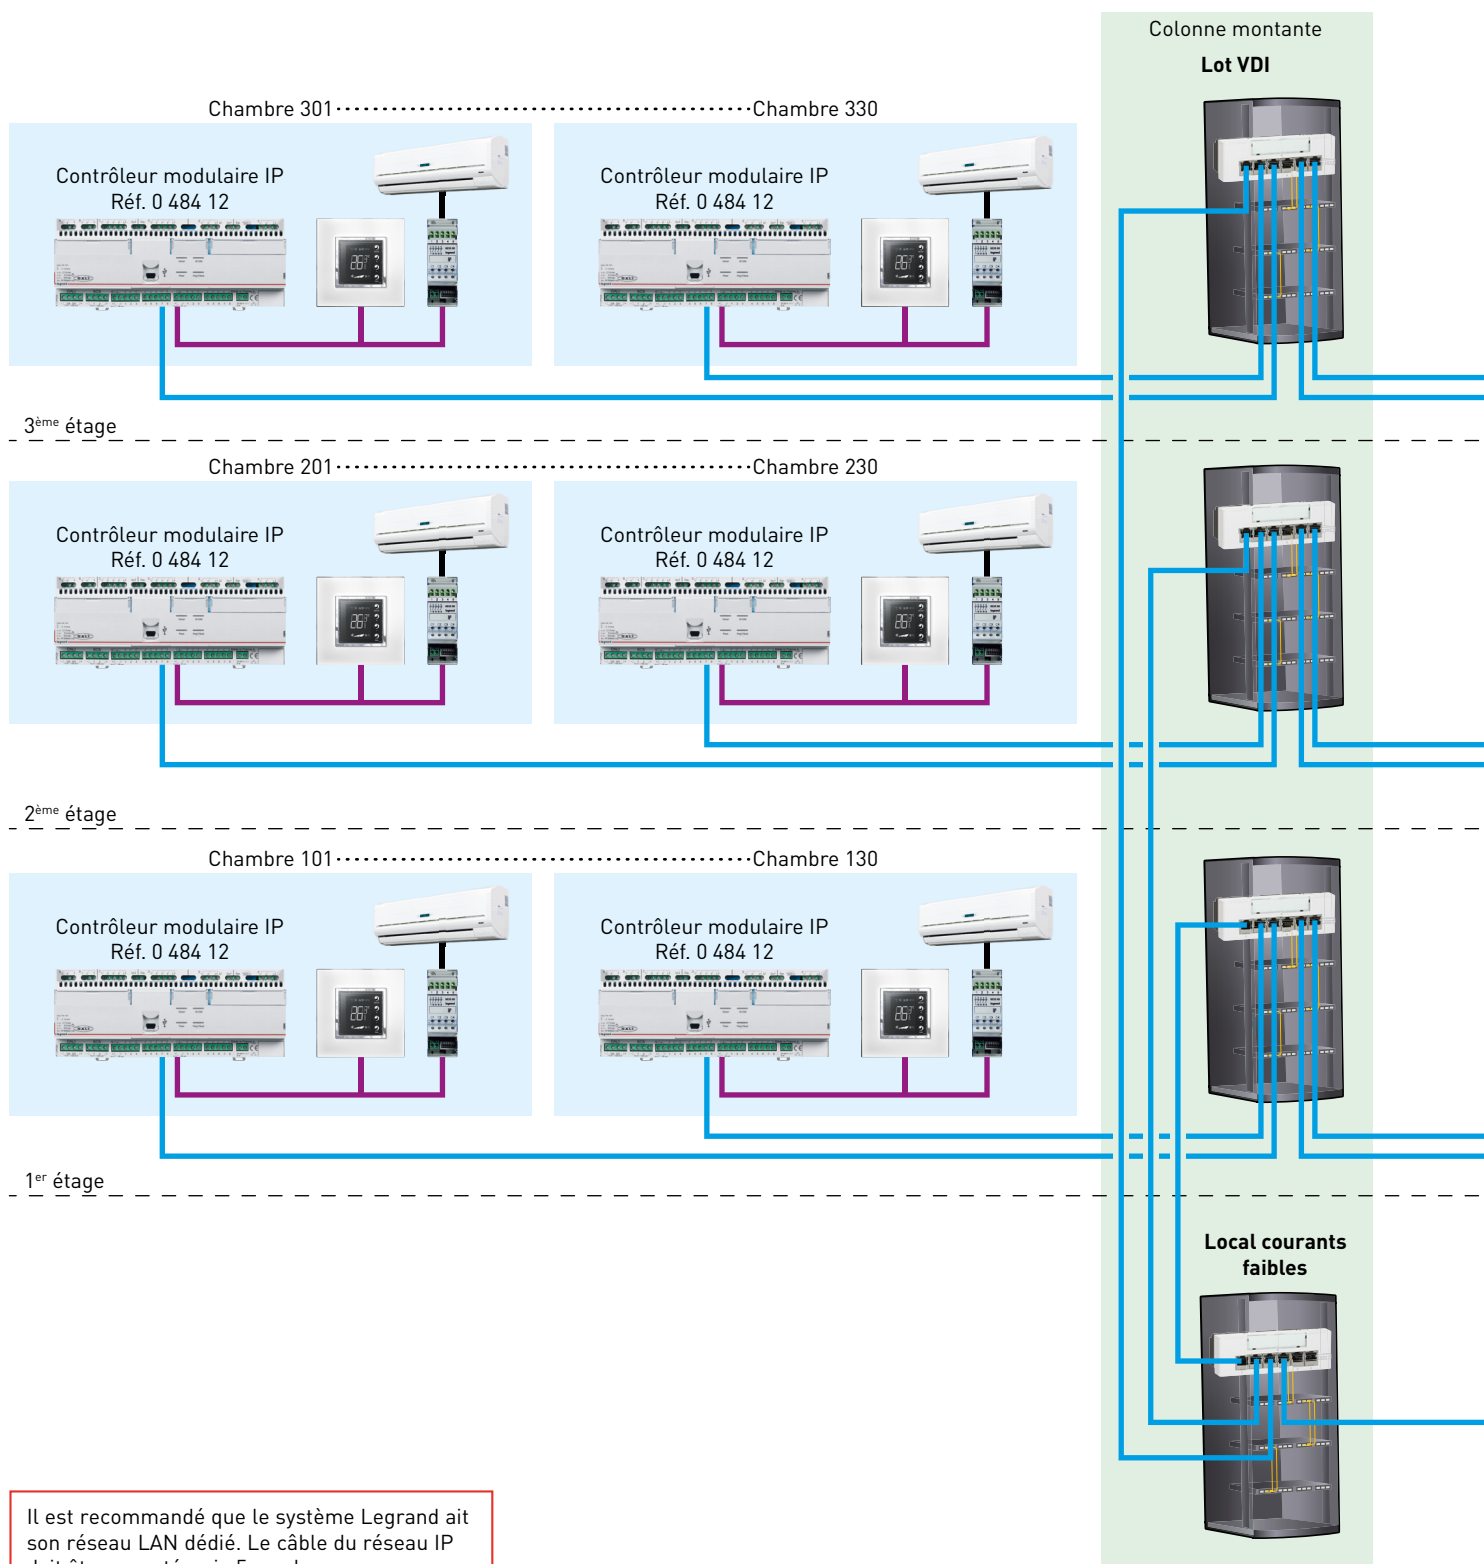 Colonne montante
Lot VDI
Chambre 301 Chambre 330
Contrôleur modulaire IP
Réf. 0 484 12
Contrôleur modulaire IP
Réf. 0 484 12
3ème étage
Chambre 201 Chambre 230
Contrôleur modulaire IP
Réf. 0 484 12
Contrôleur modulaire IP
Réf. 0 484 12
2ème étage
Chambre 101 Chambre 130
Contrôleur modulaire IP
Réf. 0 484 12
Contrôleur modulaire IP
Réf. 0 484 12
1er étage
Local courants
faibles
Il est recommandé que le système Legrand ait
son réseau LAN dédié. Le câble du réseau IP